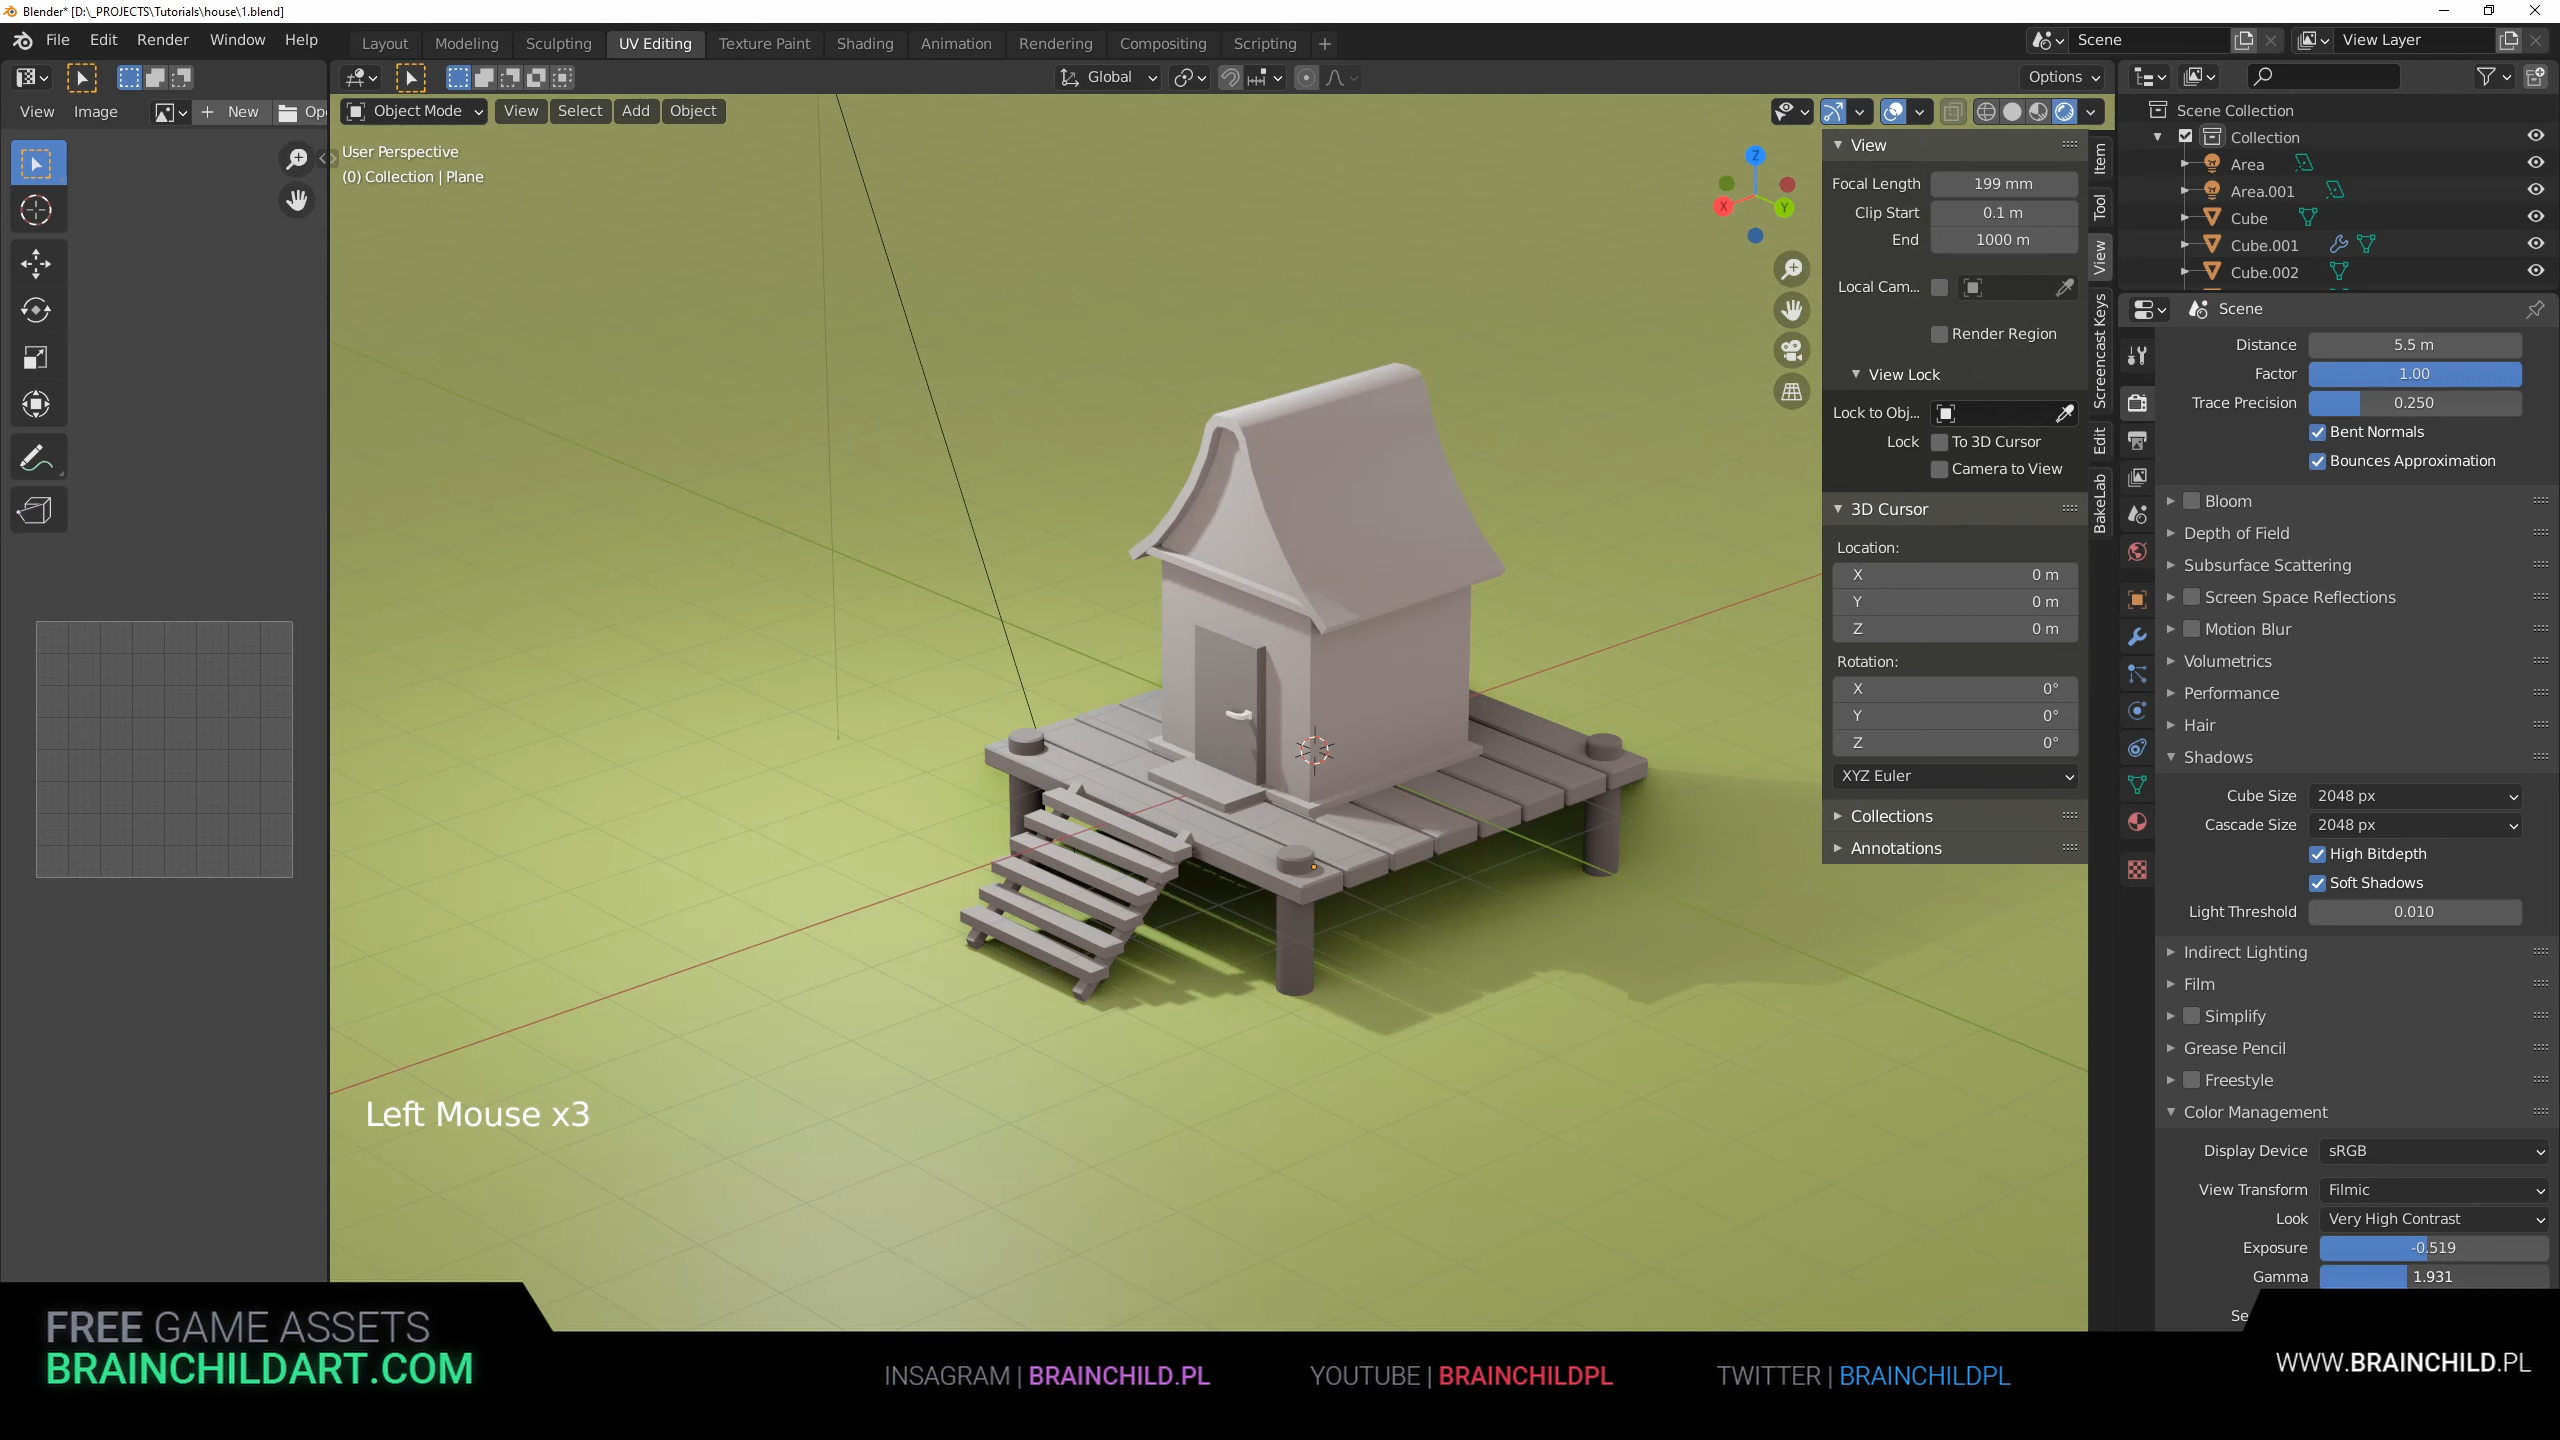 Blender* [D:\_PROJECTS\Tutorials\house\1.blend]
File Edit Render Window Help
Layout Modeling Sculpting UV Editing Texture Paint Shading Animation Rendering Compositing Scripting +
Scene
View Layer
Global
Options
View Image
+ New
Op
Object Mode View Select Add Object
User Perspective
(0) Collection | Plane
Z
X
Y
View
Focal Length 199 mm
Clip Start 0.1 m
End 1000 m
Local Cam...
Render Region
View Lock
Lock to Obj...
Lock To 3D Cursor
Camera to View
3D Cursor
Location:
X 0 m
Y 0 m
Z 0 m
Rotation:
X 0°
Y 0°
Z 0°
XYZ Euler
Collections
Annotations
Item
Tool
View
Screencast Keys
Edit
BakeLab
Scene Collection
Collection
Area
Area.001
Cube
Cube.001
Cube.002
Scene
Distance 5.5 m
Factor 1.00
Trace Precision 0.250
Bent Normals
Bounces Approximation
Bloom
Depth of Field
Subsurface Scattering
Screen Space Reflections
Motion Blur
Volumetrics
Performance
Hair
Shadows
Cube Size 2048 px
Cascade Size 2048 px
High Bitdepth
Soft Shadows
Light Threshold 0.010
Indirect Lighting
Film
Simplify
Grease Pencil
Freestyle
Color Management
Display Device sRGB
View Transform Filmic
Look Very High Contrast
Exposure -0.519
Gamma 1.931
Se
Left Mouse x3
FREE GAME ASSETS
BRAINCHILDART.COM
INSAGRAM | BRAINCHILD.PL
YOUTUBE | BRAINCHILDPL
TWITTER | BRAINCHILDPL
WWW.BRAINCHILD.PL